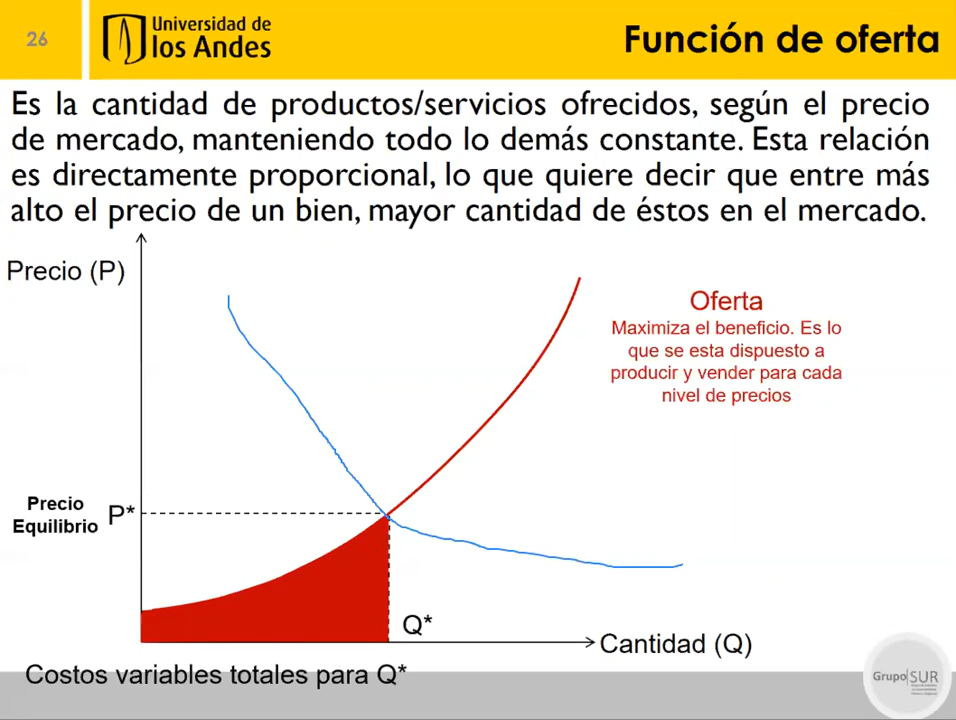 26
Universidad de
los Andes
Función de oferta
Es la cantidad de productos/servicios ofrecidos, según el precio
de mercado, manteniendo todo lo demás constante. Esta relación
es directamente proporcional, lo que quiere decir que entre más
alto el precio de un bien, mayor cantidad de éstos en el mercado.
Precio (P)
Oferta
Maximiza el beneficio. Es lo
que se esta dispuesto a
producir y vender para cada
nivel de precios
Precio
Equilibrio
P*
Q*
Cantidad (Q)
Costos variables totales para Q*
Grupo|SUR